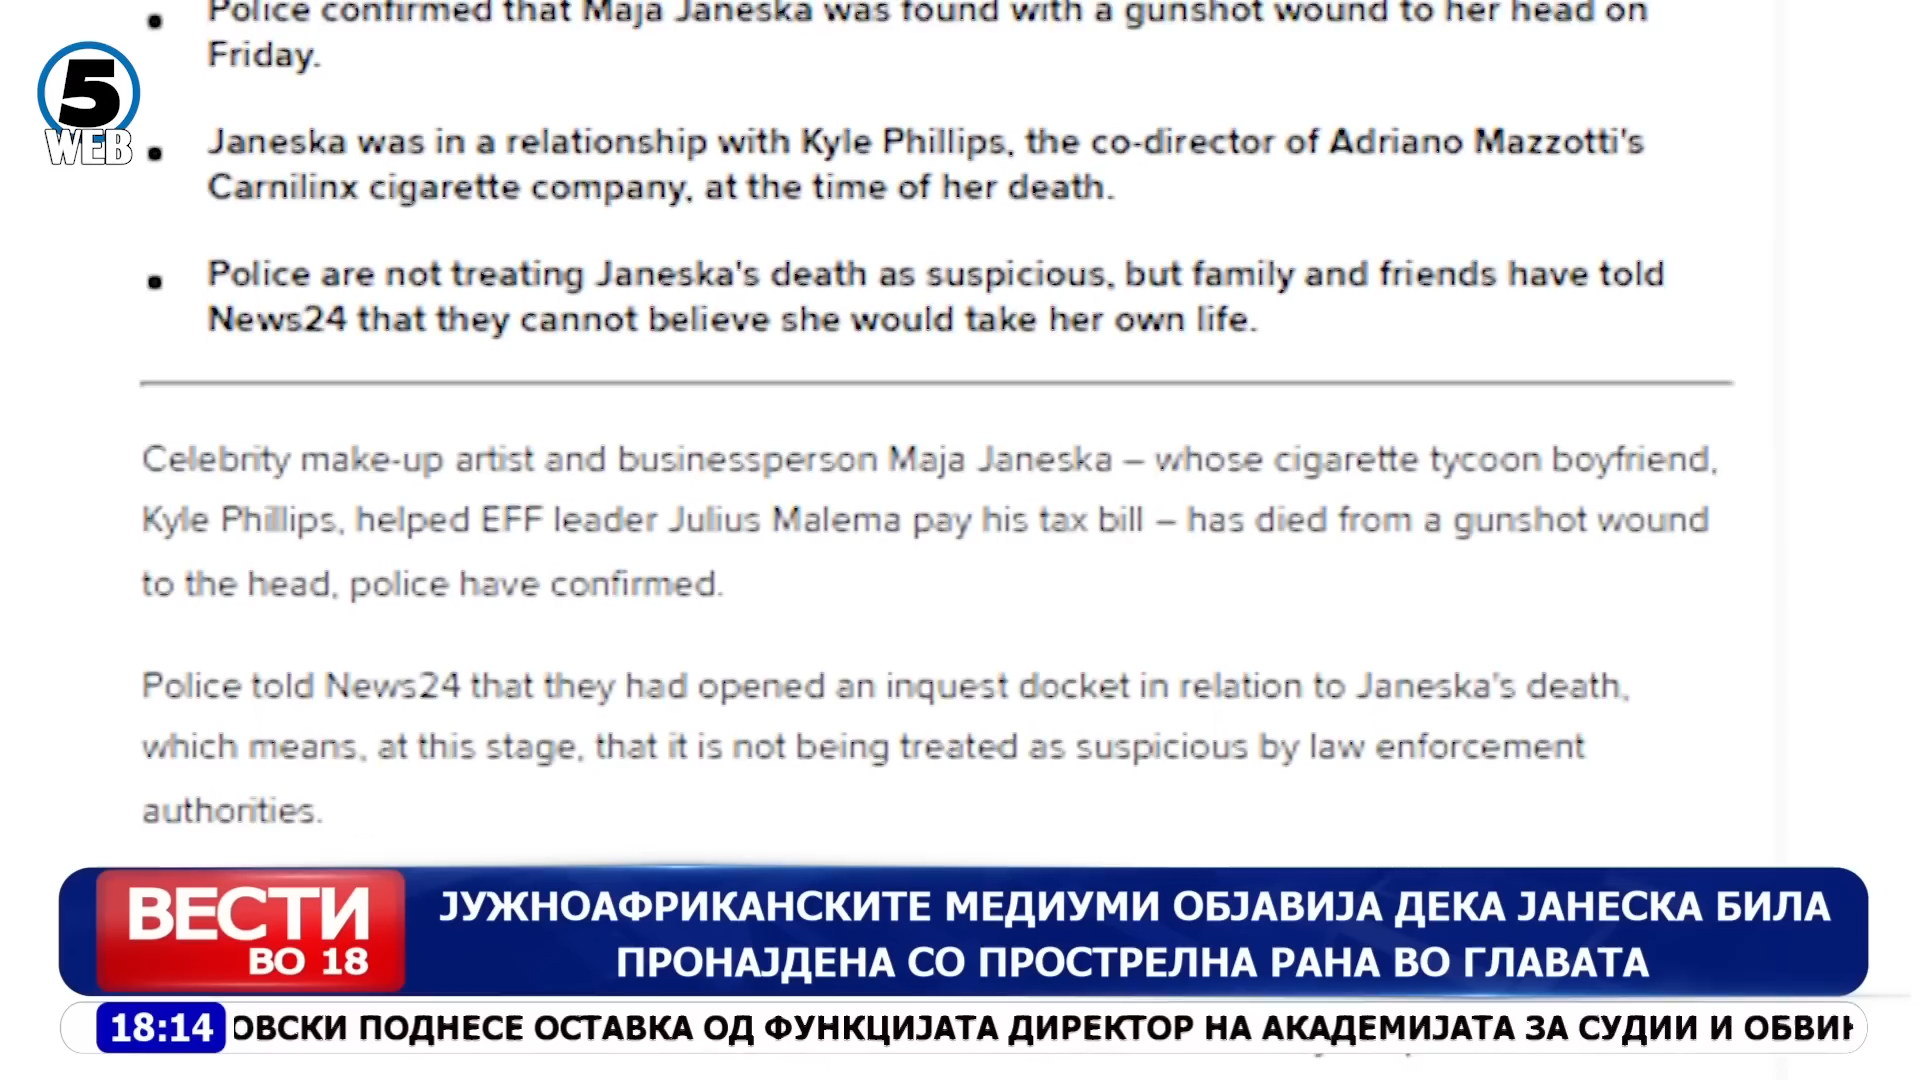 Police confirmed that Maja Janeska was found with a gunshot wound to her head on
Friday.
5
WEB
Janeska was in a relationship with Kyle Phillips, the co-director of Adriano Mazzotti's
Carnilinx cigarette company, at the time of her death.
Police are not treating Janeska's death as suspicious, but family and friends have told
News24 that they cannot believe she would take her own life.
Celebrity make-up artist and businessperson Maja Janeska – whose cigarette tycoon boyfriend,
Kyle Phillips, helped EFF leader Julius Malema pay his tax bill – has died from a gunshot wound
to the head, police have confirmed.
Police told News24 that they had opened an inquest docket in relation to Janeska's death,
which means, at this stage, that it is not being treated as suspicious by law enforcement
authorities.
ВЕСТИ
ВО 18
ЈУЖНОАФРИКАНСКИТЕ МЕДИУМИ ОБЈАВИЈА ДЕКА ЈАНЕСКА БИЛА
ПРОНАЈДЕНА СО ПРОСТРЕЛНА РАНА ВО ГЛАВАТА
18:14 ОВСКИ ПОДНЕСЕ ОСТАВКА ОД ФУНКЦИЈАТА ДИРЕКТОР НА АКАДЕМИЈАТА ЗА СУДИИ И ОБВИ